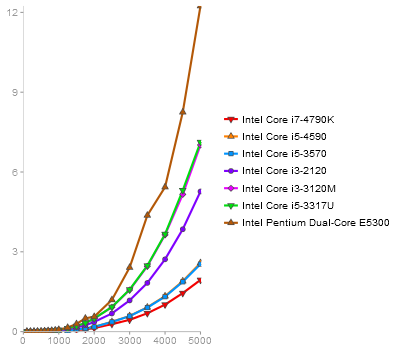 12
9
6
3
0
0 1000 2000 3000 4000 5000
Intel Core i7-4790K
Intel Core i5-4590
Intel Core i5-3570
Intel Core i3-2120
Intel Core i3-3120M
Intel Core i5-3317U
Intel Pentium Dual-Core E5300